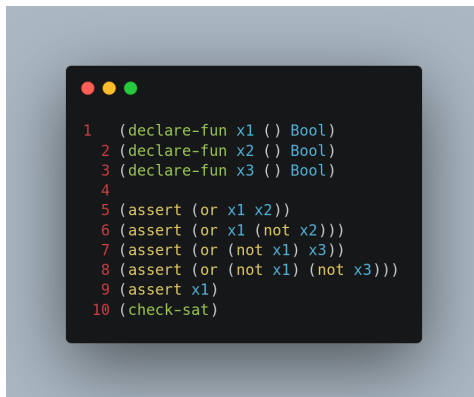 1 (declare-fun x1 () Bool)
2 (declare-fun x2 () Bool)
3 (declare-fun x3 () Bool)
4
5 (assert (or x1 x2))
6 (assert (or x1 (not x2)))
7 (assert (or (not x1) x3))
8 (assert (or (not x1) (not x3)))
9 (assert x1)
10 (check-sat)